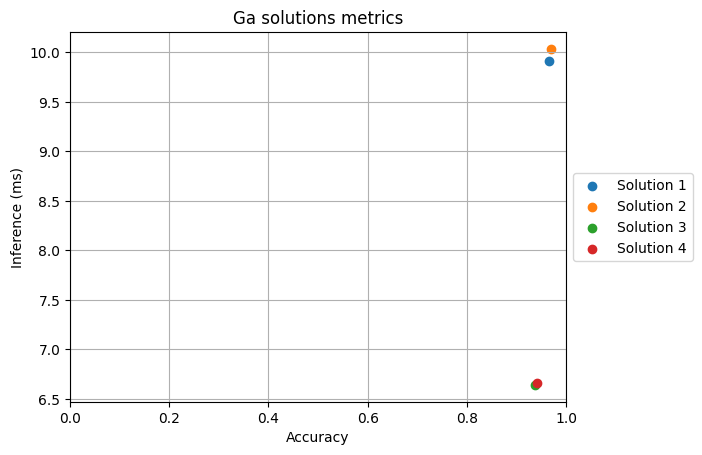 Ga solutions metrics
10.0
9.5
9.0
8.5
8.0
7.5
7.0
6.5
Inference (ms)
0.0 0.2 0.4 0.6 0.8 1.0
Accuracy
Solution 1
Solution 2
Solution 3
Solution 4